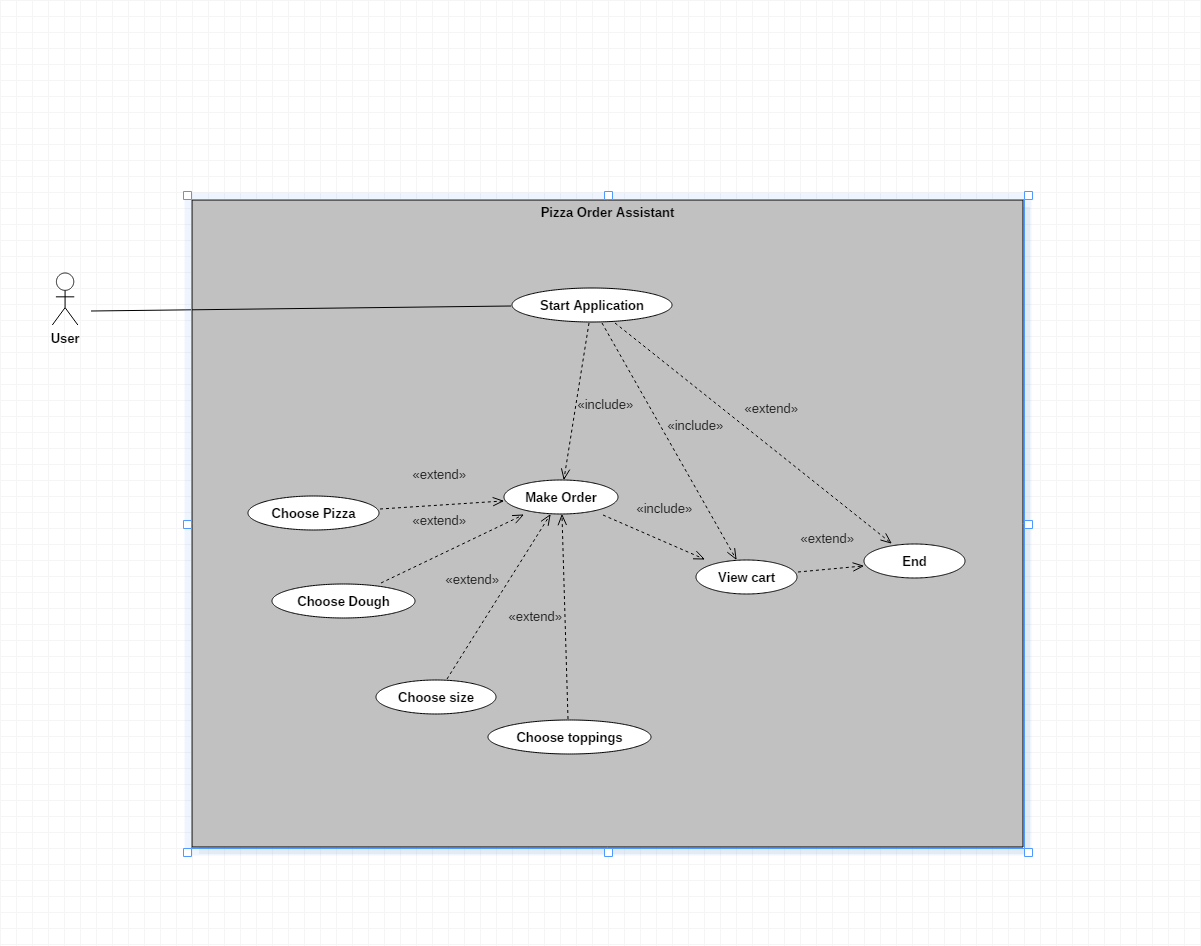 Pizza Order Assistant
Start Application
User
«include»
«extend»
«include»
«extend»
Make Order
«include»
Choose Pizza
«extend»
«extend»
End
View cart
«extend»
Choose Dough
«extend»
Choose size
Choose toppings